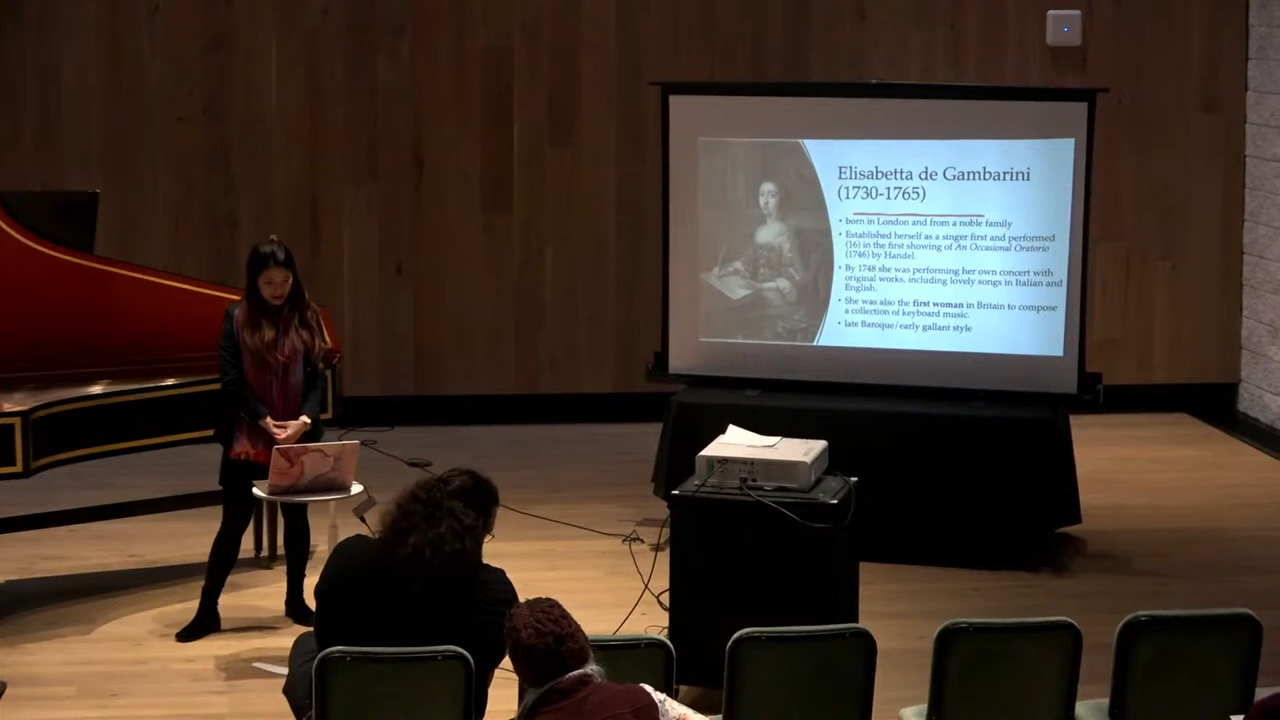 Elisabetta de Gambarini
(1730-1765)
• born in London and from a noble family
• Established herself as a singer first and performed
(16) in the first showing of An Occasional Oratorio
(1746) by Handel.
• By 1748 she was performing her own concert with
original works, including lovely songs in Italian and
English.
• She was also the first woman in Britain to compose
a collection of keyboard music.
• late Baroque/early gallant style